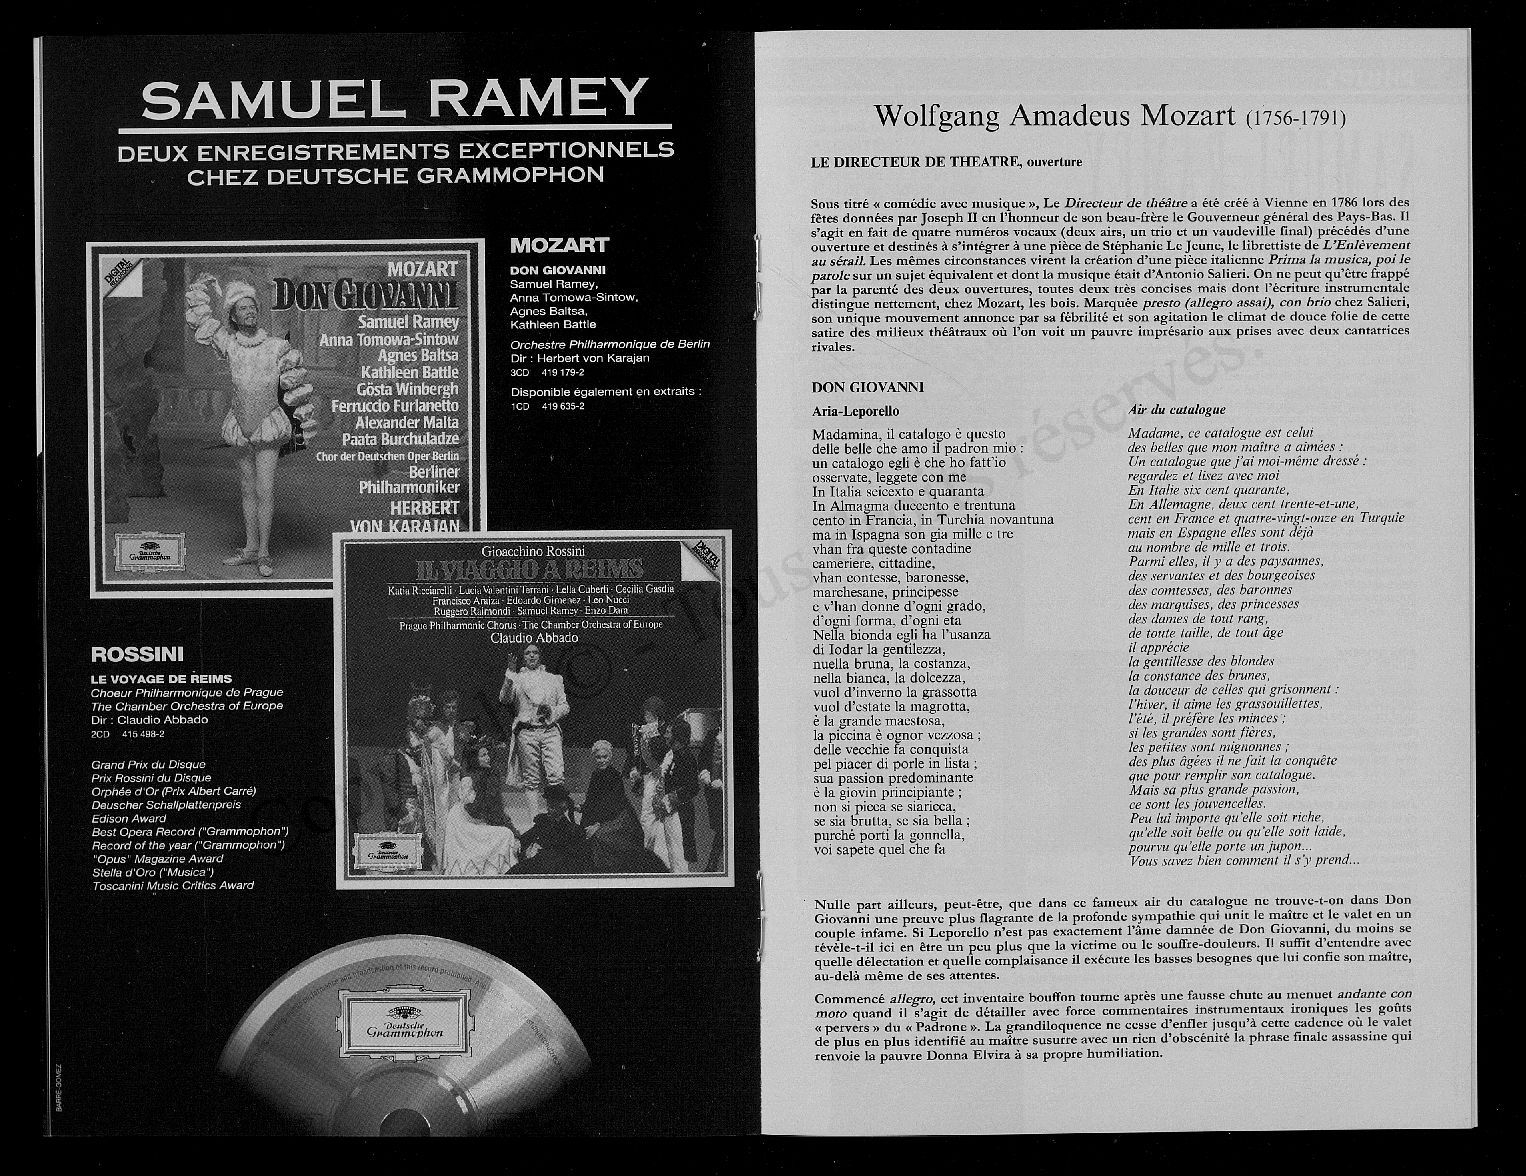 SAMUEL RAMEY
DEUX ENREGISTREMENTS EXCEPTIONNELS
CHEZ DEUTSCHE GRAMMOPHON
DIGITAL
MOZART
DON GIOVANNI
Samuel Ramey
Anna Tomowa-Sintow
Agnes Baltsa
Kathleen Battle
Gösta Winbergh
Ferruccio Furlanetto
Alexander Malta
Paata Burchuladze
Chor der Deutschen Oper Berlin
Berliner
Philharmoniker
HERBERT
VON KARAJAN
Deutsche
Grammophon
MOZART
DON GIOVANNI
Samuel Ramey,
Anna Tomowa-Sintow,
Agnes Baltsa,
Kathleen Battle
Orchestre Philharmonique de Berlin
Dir : Herbert von Karajan
3CD 419 179-2
Disponible également en extraits :
1CD 419 635-2
Gioacchino Rossini
IL VIAGGIO A REIMS
Katia Ricciarelli · Lucia Valentini Terrani · Lella Cuberli · Cecilia Gasdia
Francisco Araiza · Edoardo Gimenez · Leo Nucci
Ruggero Raimondi · Samuel Ramey · Enzo Dara
Prague Philharmonic Chorus · The Chamber Orchestra of Europe
Claudio Abbado
DIGITAL
Deutsche
Grammophon
ROSSINI
LE VOYAGE DE REIMS
Choeur Philharmonique de Prague
The Chamber Orchestra of Europe
Dir : Claudio Abbado
2CD 415 498-2
Grand Prix du Disque
Prix Rossini du Disque
Orphée d'Or (Prix Albert Carré)
Deuscher Schallplattenpreis
Edison Award
Best Opera Record ("Grammophon")
Record of the year ("Grammophon")
"Opus" Magazine Award
Stella d'Oro ("Musica")
Toscanini Music Critics Award
Deutsche
Grammophon
BARRE-GOMEZ
Wolfgang Amadeus Mozart (1756-1791)
LE DIRECTEUR DE THEATRE, ouverture
Sous titré « comédie avec musique », Le Directeur de théâtre a été créé à Vienne en 1786 lors des
fêtes données par Joseph II en l'honneur de son beau-frère le Gouverneur général des Pays-Bas. Il
s'agit en fait de quatre numéros vocaux (deux airs, un trio et un vaudeville final) précédés d'une
ouverture et destinés à s'intégrer à une pièce de Stéphanie Le Jeune, le librettiste de L'Enlèvement
au sérail. Les mêmes circonstances virent la création d'une pièce italienne Prima la musica, poi le
parole sur un sujet équivalent et dont la musique était d'Antonio Salieri. On ne peut qu'être frappé
par la parenté des deux ouvertures, toutes deux très concises mais dont l'écriture instrumentale
distingue nettement, chez Mozart, les bois. Marquée presto (allegro assai), con brio chez Salieri,
son unique mouvement annonce par sa fébrilité et son agitation le climat de douce folie de cette
satire des milieux théâtraux où l'on voit un pauvre imprésario aux prises avec deux cantatrices
rivales.
DON GIOVANNI
Aria-Leporello
Madamina, il catalogo è questo
delle belle che amo il padron mio :
un catalogo egli è che ho fatt'io
osservate, leggete con me
In Italia seicexto e quaranta
In Almagma duccento e trentuna
cento in Francia, in Turchia novantuna
ma in Ispagna son gia mille e tre
vhan fra queste contadine
cameriere, cittadine,
vhan contesse, baronesse,
marchesane, principesse
e v'han donne d'ogni grado,
d'ogni forma, d'ogni eta
Nella bionda egli ha l'usanza
di Iodar la gentilezza,
nuella bruna, la costanza,
nella bianca, la dolcezza,
vuol d'inverno la grassotta
vuol d'estate la magrotta,
è la grande maestosa,
la piccina è ognor vezzosa ;
delle vecchie fa conquista
pel piacer di porle in lista ;
sua passion predominante
è la giovin principiante ;
non si picca se siaricca,
se sia brutta, se sia bella ;
purché porti la gonnella,
voi sapete quel che fa
Air du catalogue
Madame, ce catalogue est celui
des belles que mon maître a aimées :
Un catalogue que j'ai moi-même dressé :
regardez et lisez avec moi
En Italie six cent quarante,
En Allemagne, deux cent trente-et-une,
cent en France et quatre-vingt-onze en Turquie
mais en Espagne elles sont déjà
au nombre de mille et trois.
Parmi elles, il y a des paysannes,
des servantes et des bourgeoises
des comtesses, des baronnes
des marquises, des princesses
des dames de tout rang,
de toute taille, de tout âge
il apprécie
la gentillesse des blondes
la constance des brunes,
la douceur de celles qui grisonnent :
l'hiver, il aime les grassouillettes,
l'été, il préfère les minces ;
si les grandes sont fières,
les petites sont mignonnes ;
des plus âgées il ne fait la conquête
que pour remplir son catalogue.
Mais sa plus grande passion,
ce sont les jouvencelles.
Peu lui importe qu'elle soit riche,
qu'elle soit belle ou qu'elle soit laide,
pourvu qu'elle porte un jupon...
Vous savez bien comment il s'y prend...
Nulle part ailleurs, peut-être, que dans ce fameux air du catalogue ne trouve-t-on dans Don
Giovanni une preuve plus flagrante de la profonde sympathie qui unit le maître et le valet en un
couple infame. Si Leporello n'est pas exactement l'âme damnée de Don Giovanni, du moins se
révèle-t-il ici en être un peu plus que la victime ou le souffre-douleurs. Il suffit d'entendre avec
quelle délectation et quelle complaisance il exécute les basses besognes que lui confie son maître,
au-delà même de ses attentes.
Commencé allegro, cet inventaire bouffon tourne après une fausse chute au menuet andante con
moto quand il s'agit de détailler avec force commentaires instrumentaux ironiques les goûts
« pervers » du « Padrone ». La grandiloquence ne cesse d'enfler jusqu'à cette cadence où le valet
de plus en plus identifié au maître susurre avec un rien d'obscénité la phrase finale assassine qui
renvoie la pauvre Donna Elvira à sa propre humiliation.